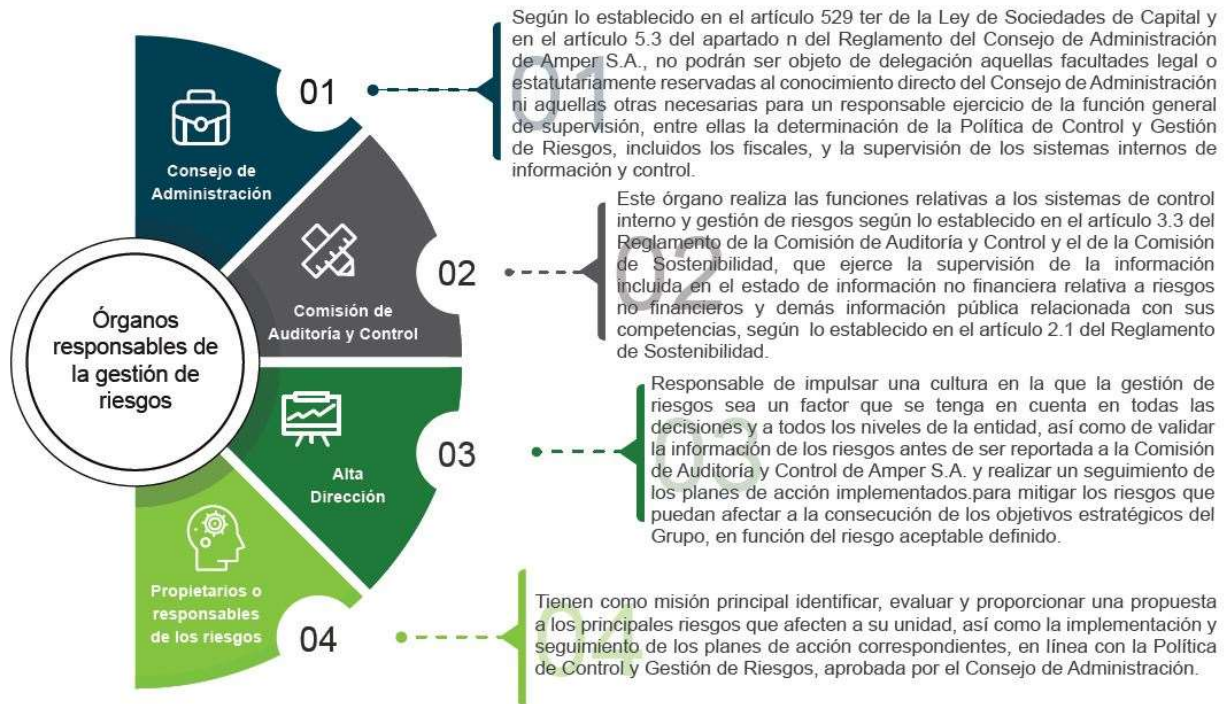 Órganos
responsables de
la gestión de
riesgos
01
Consejo de
Administración
Según lo establecido en el artículo 529 ter de la Ley de Sociedades de Capital y
en el artículo 5.3 del apartado n del Reglamento del Consejo de Administración
de Amper S.A., no podrán ser objeto de delegación aquellas facultades legal o
estatutariamente reservadas al conocimiento directo del Consejo de Administración
ni aquellas otras necesarias para un responsable ejercicio de la función general
de supervisión, entre ellas la determinación de la Política de Control y Gestión
de Riesgos, incluidos los fiscales, y la supervisión de los sistemas internos de
información y control.
01
02
Comisión de
Auditoría y Control
Este órgano realiza las funciones relativas a los sistemas de control
interno y gestión de riesgos según lo establecido en el artículo 3.3 del
Reglamento de la Comisión de Auditoría y Control y el de la Comisión
de Sostenibilidad, que ejerce la supervisión de la información
incluida en el estado de información no financiera relativa a riesgos
no financieros y demás información pública relacionada con sus
competencias, según lo establecido en el artículo 2.1 del Reglamento
de Sostenibilidad.
02
03
Alta
Dirección
Responsable de impulsar una cultura en la que la gestión de
riesgos sea un factor que se tenga en cuenta en todas las
decisiones y a todos los niveles de la entidad, así como de validar
la información de los riesgos antes de ser reportada a la Comisión
de Auditoría y Control de Amper S.A. y realizar un seguimiento de
los planes de acción implementados.para mitigar los riesgos que
puedan afectar a la consecución de los objetivos estratégicos del
Grupo, en función del riesgo aceptable definido.
03
04
Propietarios o
responsables
de los riesgos
Tienen como misión principal identificar, evaluar y proporcionar una propuesta
a los principales riesgos que afecten a su unidad, así como la implementación y
seguimiento de los planes de acción correspondientes, en línea con la Política
de Control y Gestión de Riesgos, aprobada por el Consejo de Administración.
04